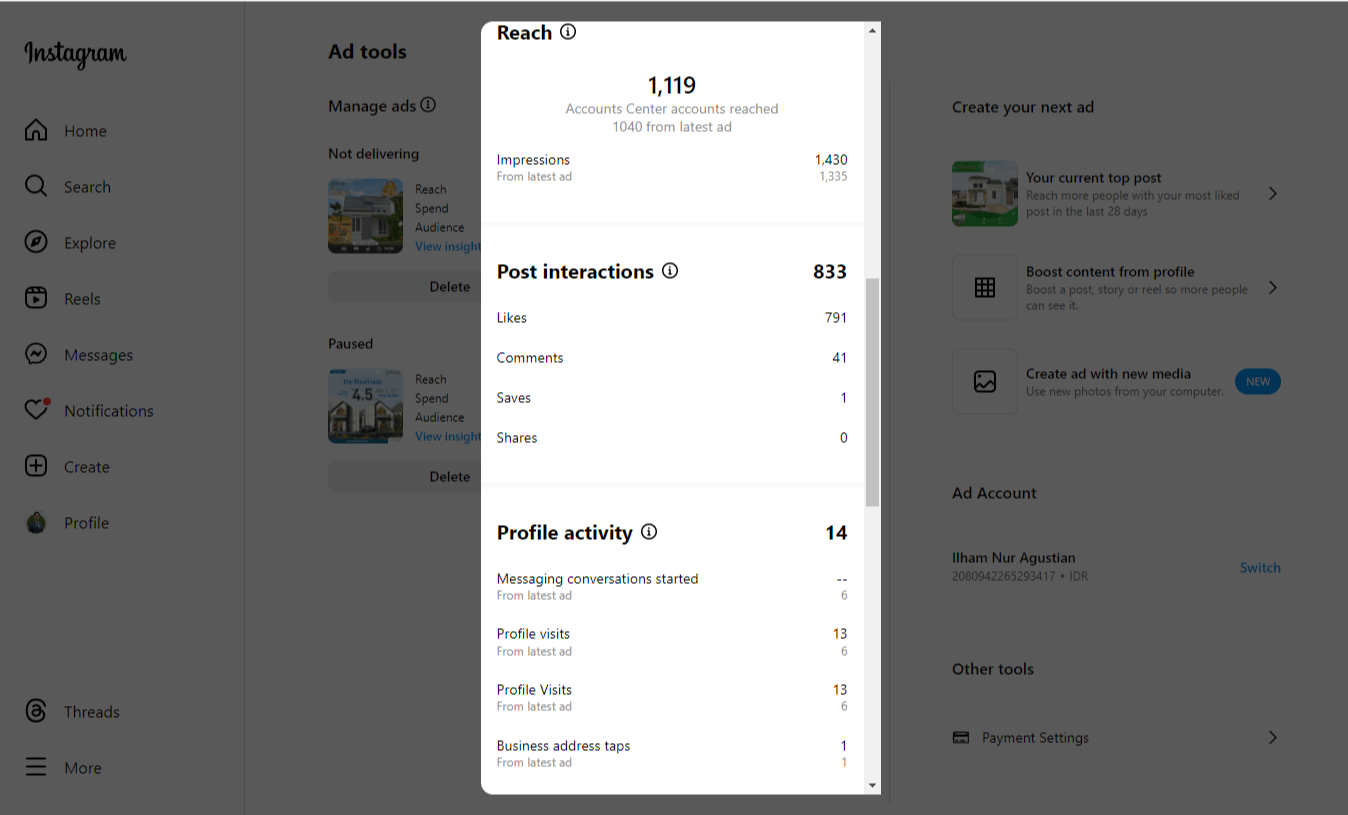 Instagram
Home
Search
Explore
Reels
Messages
Notifications
Create
Profile
Threads
More
Ad tools
Manage ads
Not delivering
Reach
Spend
Audience
View insight
Delete
Paused
4.5
Reach
Spend
Audience
View insight
Delete
Reach
1,119
Accounts Center accounts reached
1040 from latest ad
Impressions 1,430
From latest ad 1,335
Post interactions 833
Likes 791
Comments 41
Saves 1
Shares 0
Profile activity 14
Messaging conversations started --
From latest ad 6
Profile visits 13
From latest ad 6
Profile Visits 13
From latest ad 6
Business address taps 1
From latest ad 1
Create your next ad
Your current top post
Reach more people with your most liked
post in the last 28 days
Boost content from profile
Boost a post, story or reel so more people
can see it.
Create ad with new media NEW
Use new photos from your computer.
Ad Account
Ilham Nur Agustian
2080942265293417 • IDR
Switch
Other tools
Payment Settings